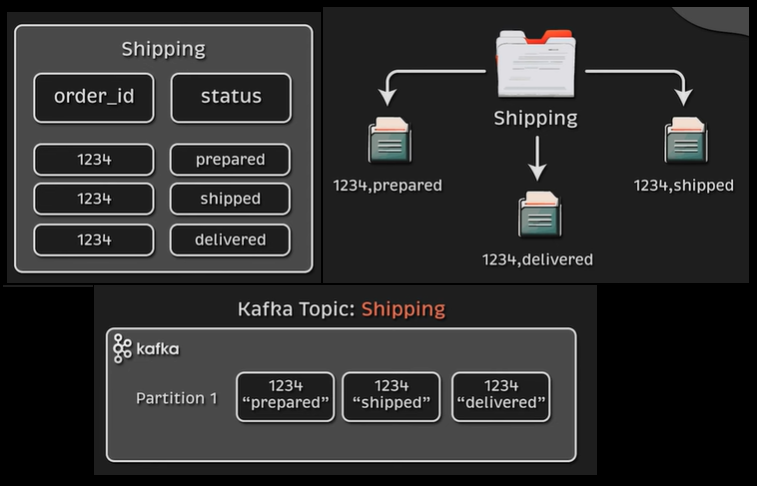 Shipping
order_id status
1234 prepared
1234 shipped
1234 delivered
Shipping
1234,prepared
1234,shipped
1234,delivered
Kafka Topic: Shipping
kafka
Partition 1
1234
“prepared”
1234
“shipped”
1234
“delivered”